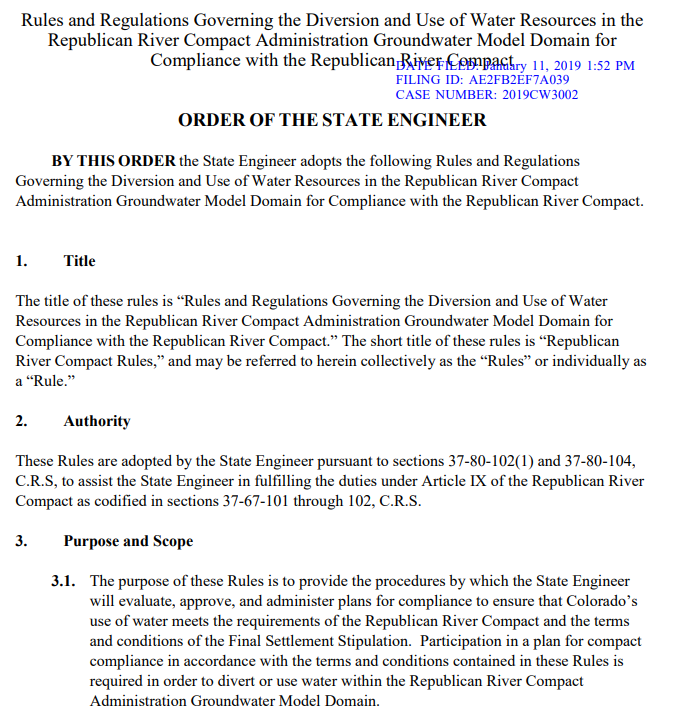 Rules and Regulations Governing the Diversion and Use of Water Resources in the
Republican River Compact Administration Groundwater Model Domain for
Compliance with the Republican River Compact
DATE FILED: January 11, 2019 1:52 PM
FILING ID: AE2FB2EF7A039
CASE NUMBER: 2019CW3002
ORDER OF THE STATE ENGINEER
BY THIS ORDER the State Engineer adopts the following Rules and Regulations
Governing the Diversion and Use of Water Resources in the Republican River Compact
Administration Groundwater Model Domain for Compliance with the Republican River Compact.
1. Title
The title of these rules is “Rules and Regulations Governing the Diversion and Use of Water
Resources in the Republican River Compact Administration Groundwater Model Domain for
Compliance with the Republican River Compact.” The short title of these rules is “Republican
River Compact Rules,” and may be referred to herein collectively as the “Rules” or individually as
a “Rule.”
2. Authority
These Rules are adopted by the State Engineer pursuant to sections 37-80-102(1) and 37-80-104,
C.R.S, to assist the State Engineer in fulfilling the duties under Article IX of the Republican River
Compact as codified in sections 37-67-101 through 102, C.R.S.
3. Purpose and Scope
3.1. The purpose of these Rules is to provide the procedures by which the State Engineer
will evaluate, approve, and administer plans for compliance to ensure that Colorado’s
use of water meets the requirements of the Republican River Compact and the terms
and conditions of the Final Settlement Stipulation. Participation in a plan for compact
compliance in accordance with the terms and conditions contained in these Rules is
required in order to divert or use water within the Republican River Compact
Administration Groundwater Model Domain.